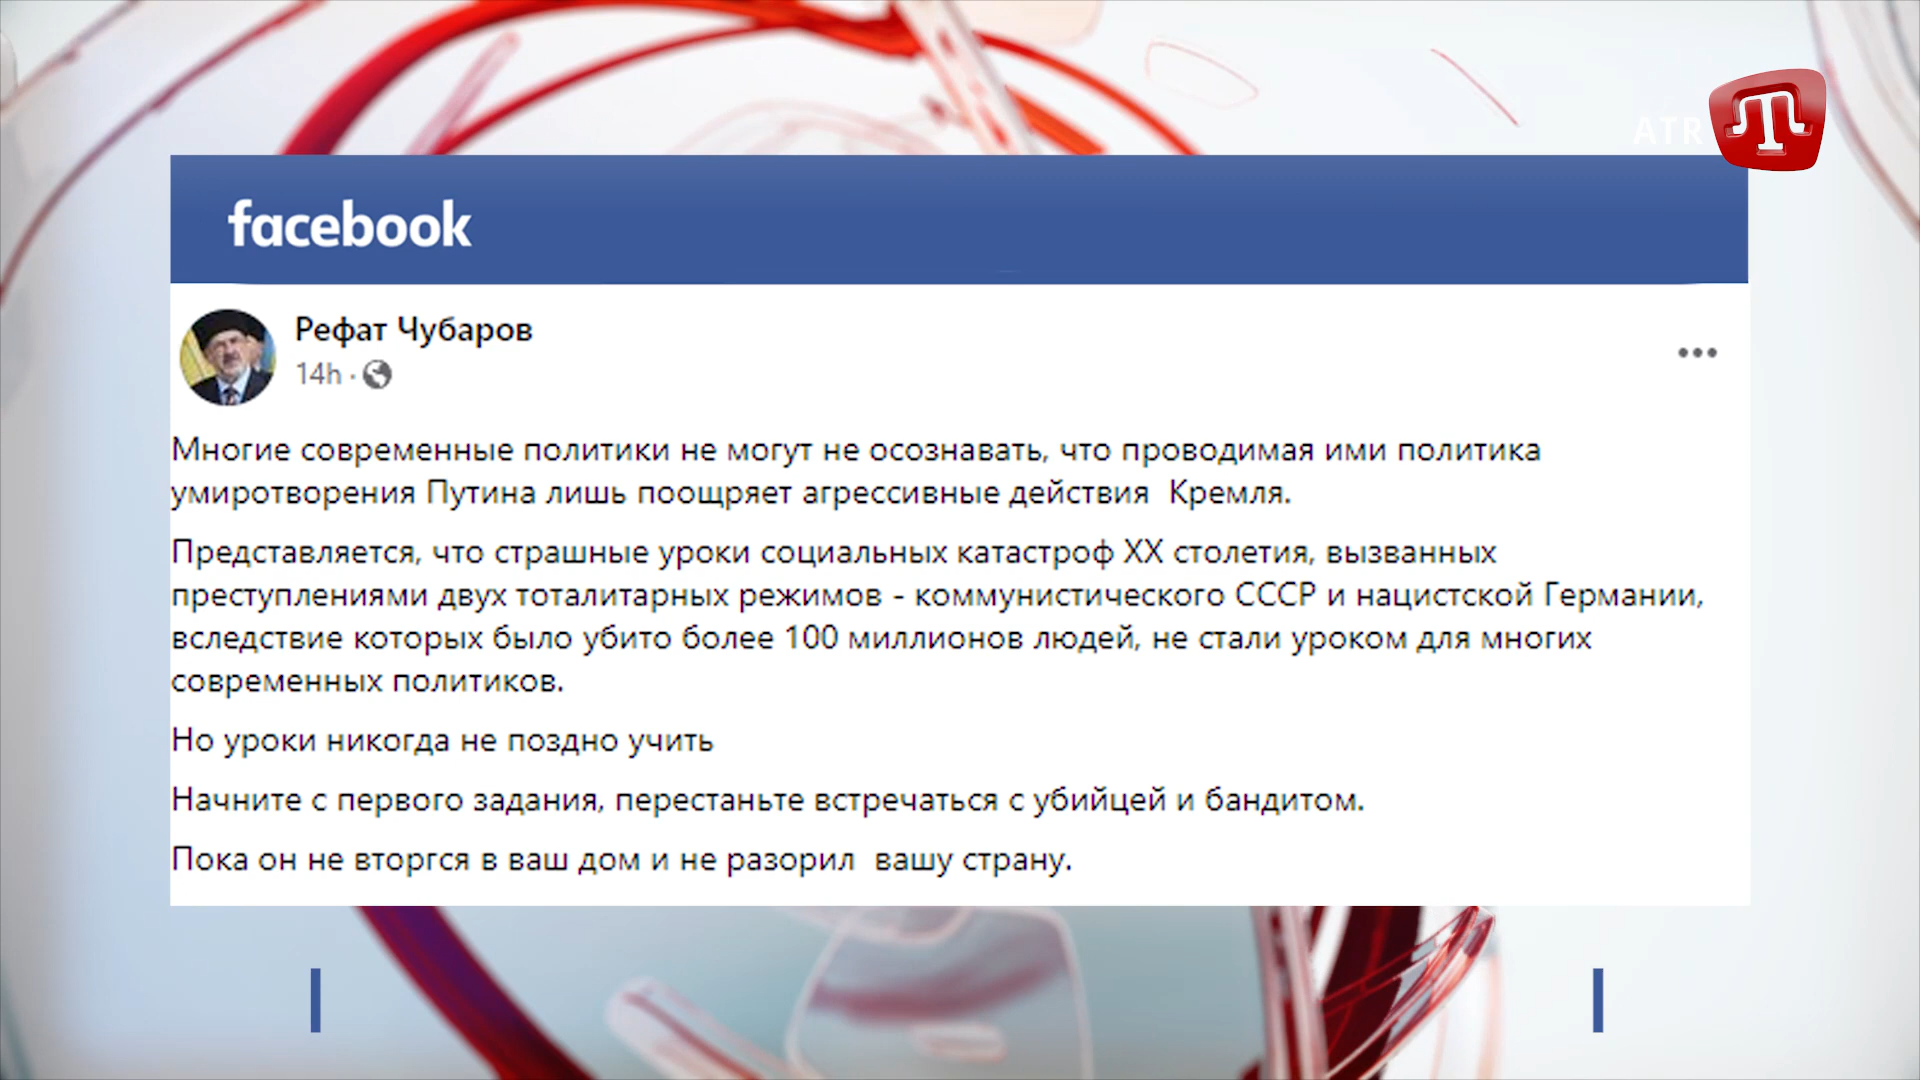 ATR
facebook
Рефат Чубаров
14h ·
Многие современные политики не могут не осознавать, что проводимая ими политика
умиротворения Путина лишь поощряет агрессивные действия  Кремля.
Представляется, что страшные уроки социальных катастроф XX столетия, вызванных
преступлениями двух тоталитарных режимов - коммунистического СССР и нацистской Германии,
вследствие которых было убито более 100 миллионов людей, не стали уроком для многих
современных политиков.
Но уроки никогда не поздно учить
Начните с первого задания, перестаньте встречаться с убийцей и бандитом.
Пока он не вторгся в ваш дом и не разорил  вашу страну.